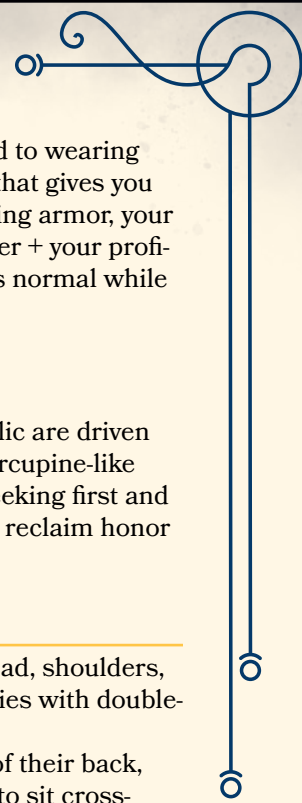 d to wearing
that gives you
ing armor, your
er + your profi-
s normal while
lic are driven
rcupine-like
eking first and
reclaim honor
ad, shoulders,
ies with double-
of their back,
to sit cross-